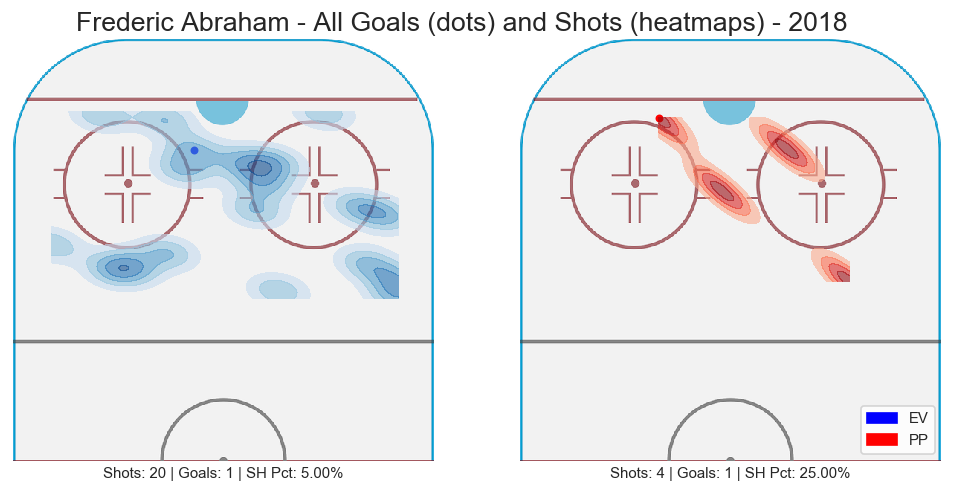 Frederic Abraham - All Goals (dots) and Shots (heatmaps) - 2018
EV
PP
Shots: 20 | Goals: 1 | SH Pct: 5.00%
Shots: 4 | Goals: 1 | SH Pct: 25.00%